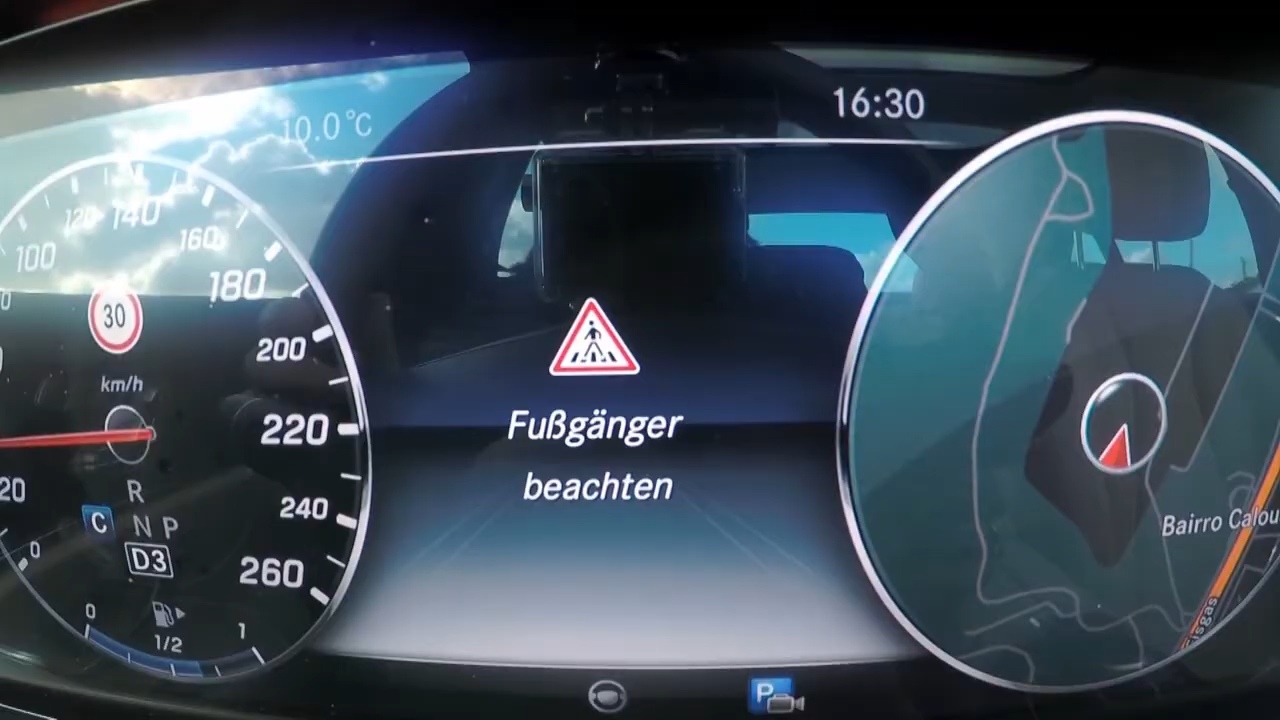 10.0°C
16:30
100
120
140
160
180
200
220
240
260
30
km/h
20
0
R
C
N P
D3
0
1/2
1
Fußgänger
beachten
Bairro Calou
P